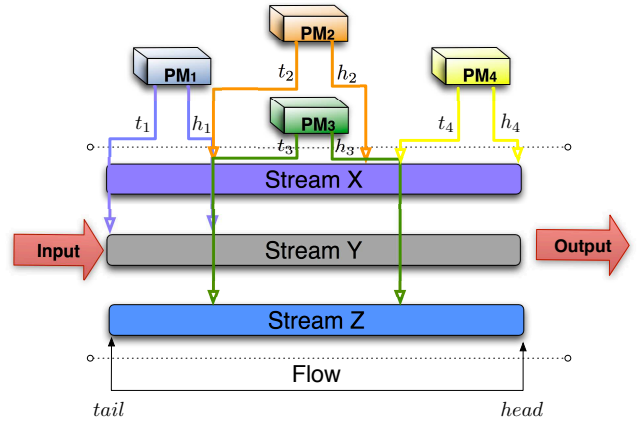 PM₂
PM₁
PM₄
t₂
h₂
PM₃
t₁
h₁
t₃
h₃
t₄
h₄
Stream X
Input
Stream Y
Output
Stream Z
Flow
tail
head